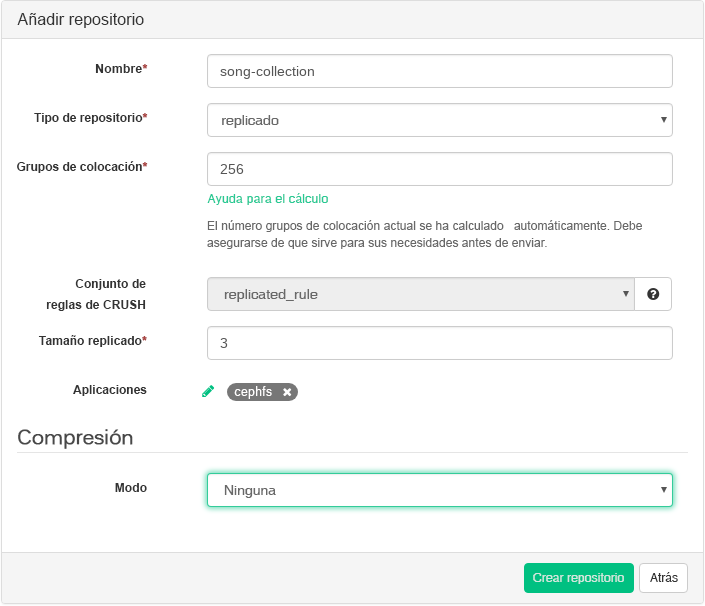 Añadir repositorio
Nombre*
song-collection
Tipo de repositorio*
replicado
Grupos de colocación*
256
Ayuda para el cálculo
El número grupos de colocación actual se ha calculado automáticamente. Debe
asegurarse de que sirve para sus necesidades antes de enviar.
Conjunto de
reglas de CRUSH
replicated_rule
Tamaño replicado*
3
Aplicaciones
cephfs
Compresión
Modo
Ninguna
Crear repositorio
Atrás